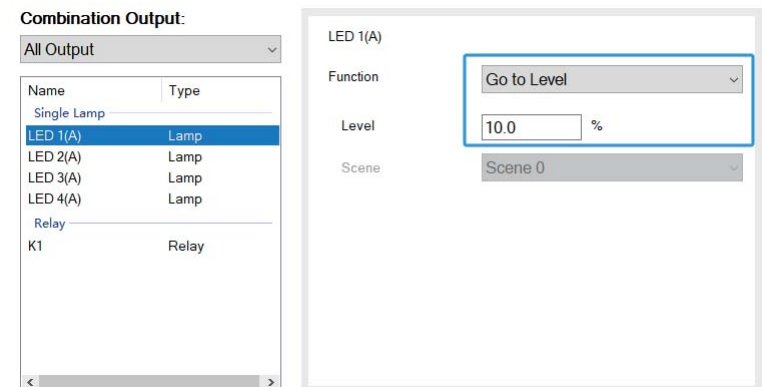 Combination Output:
All Output
Name Type
Single Lamp
LED 1(A) Lamp
LED 2(A) Lamp
LED 3(A) Lamp
LED 4(A) Lamp
Relay
K1 Relay
LED 1(A)
Function Go to Level
Level 10.0 %
Scene Scene 0